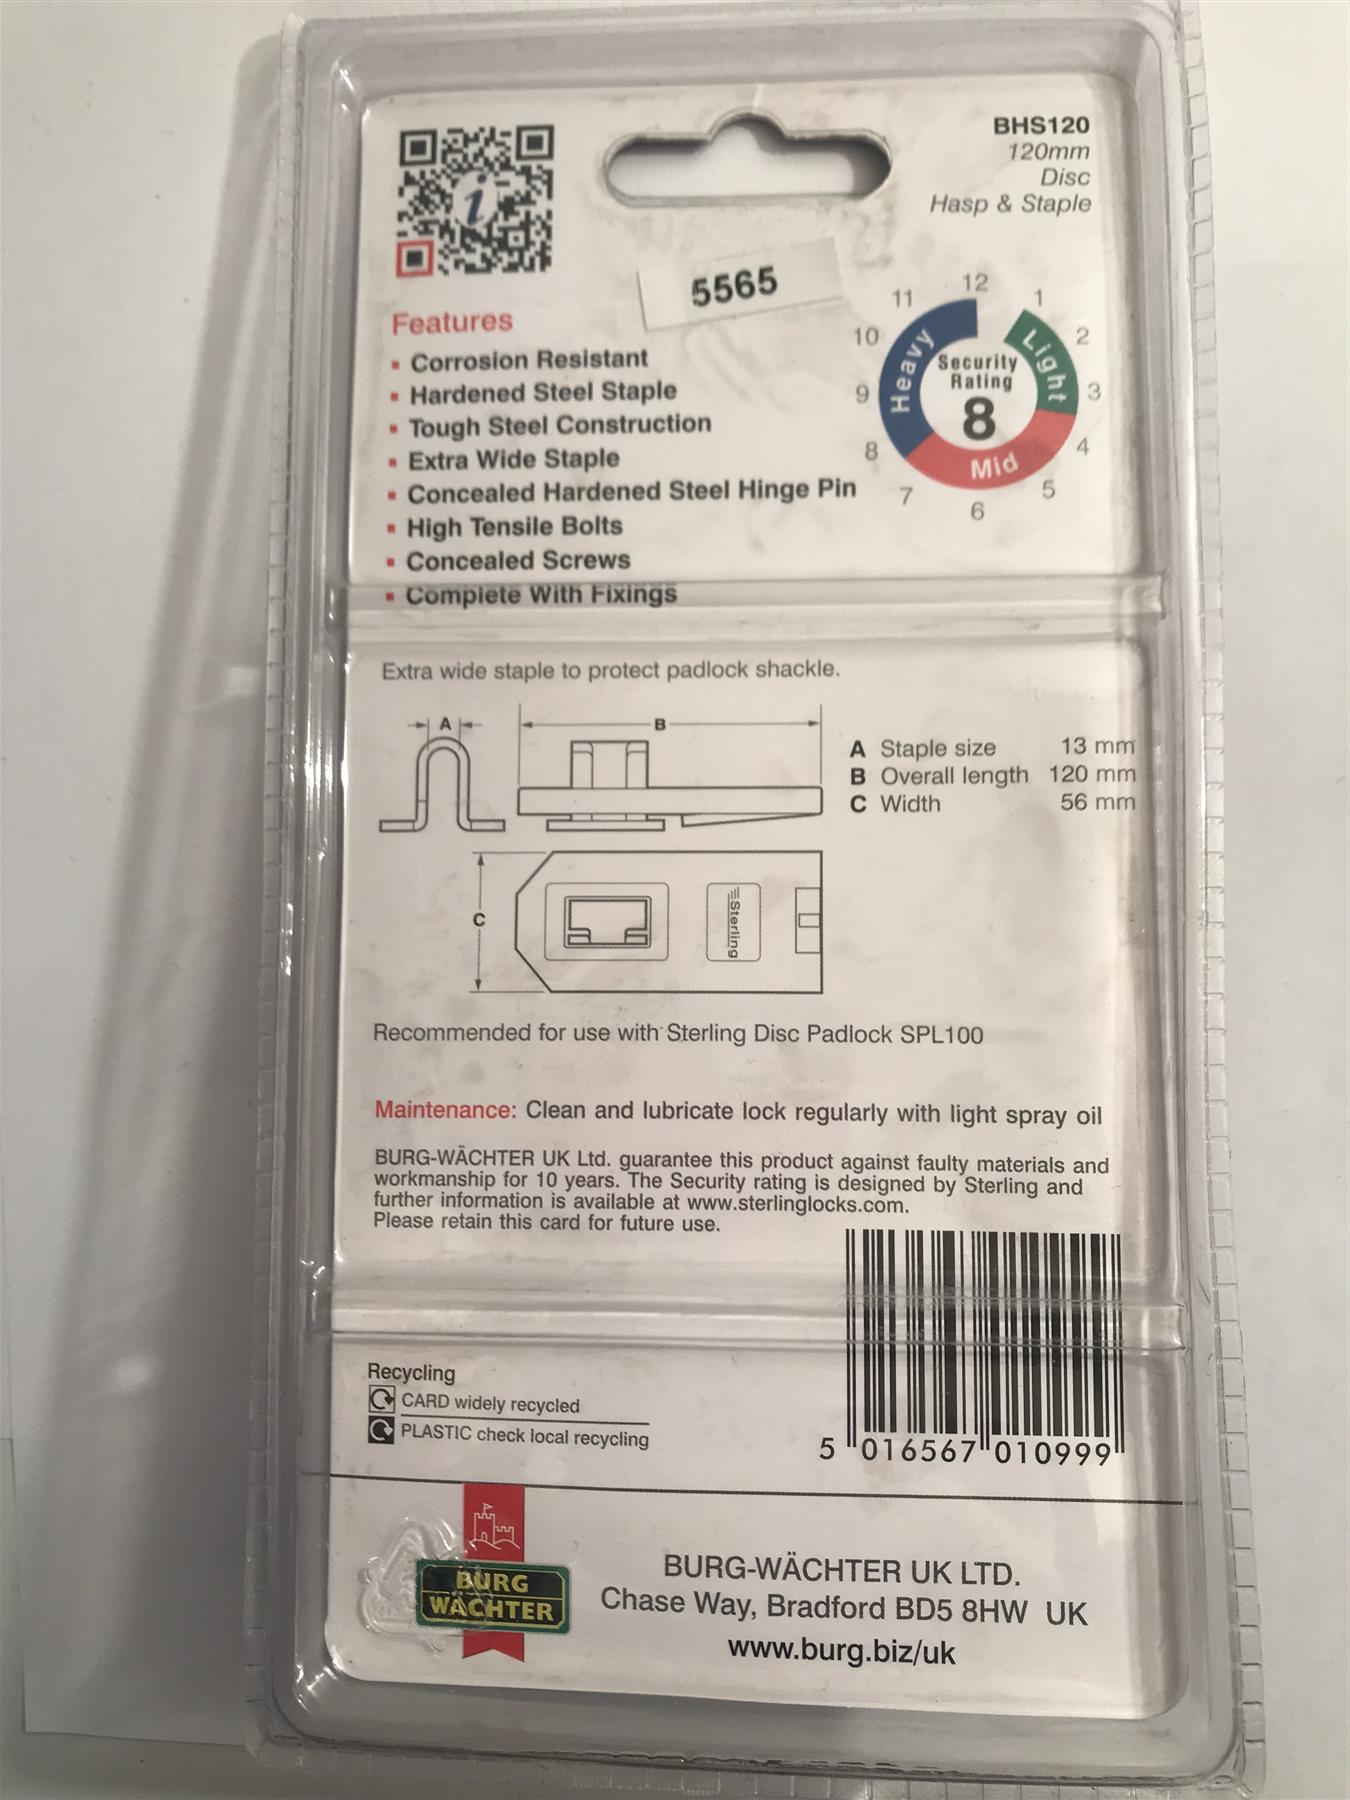 BHS120
120mm
Disc
Hasp & Staple
i
5565
Features
Corrosion Resistant
Hardened Steel Staple
Tough Steel Construction
Extra Wide Staple
Concealed Hardened Steel Hinge Pin
High Tensile Bolts
Concealed Screws
Complete With Fixings
12
1
2
3
4
5
6
7
8
9
10
11
Light
Mid
Heavy
Security
Rating
8
Extra wide staple to protect padlock shackle.
A
B
A Staple size 13 mm
B Overall length 120 mm
C Width 56 mm
C
Sterling
Recommended for use with Sterling Disc Padlock SPL100
Maintenance: Clean and lubricate lock regularly with light spray oil
BURG-WÄCHTER UK Ltd. guarantee this product against faulty materials and
workmanship for 10 years. The Security rating is designed by Sterling and
further information is available at www.sterlinglocks.com.
Please retain this card for future use.
Recycling
CARD widely recycled
PLASTIC check local recycling
5 016567 010999
BURG
WÄCHTER
BURG-WÄCHTER UK LTD.
Chase Way, Bradford BD5 8HW UK
www.burg.biz/uk